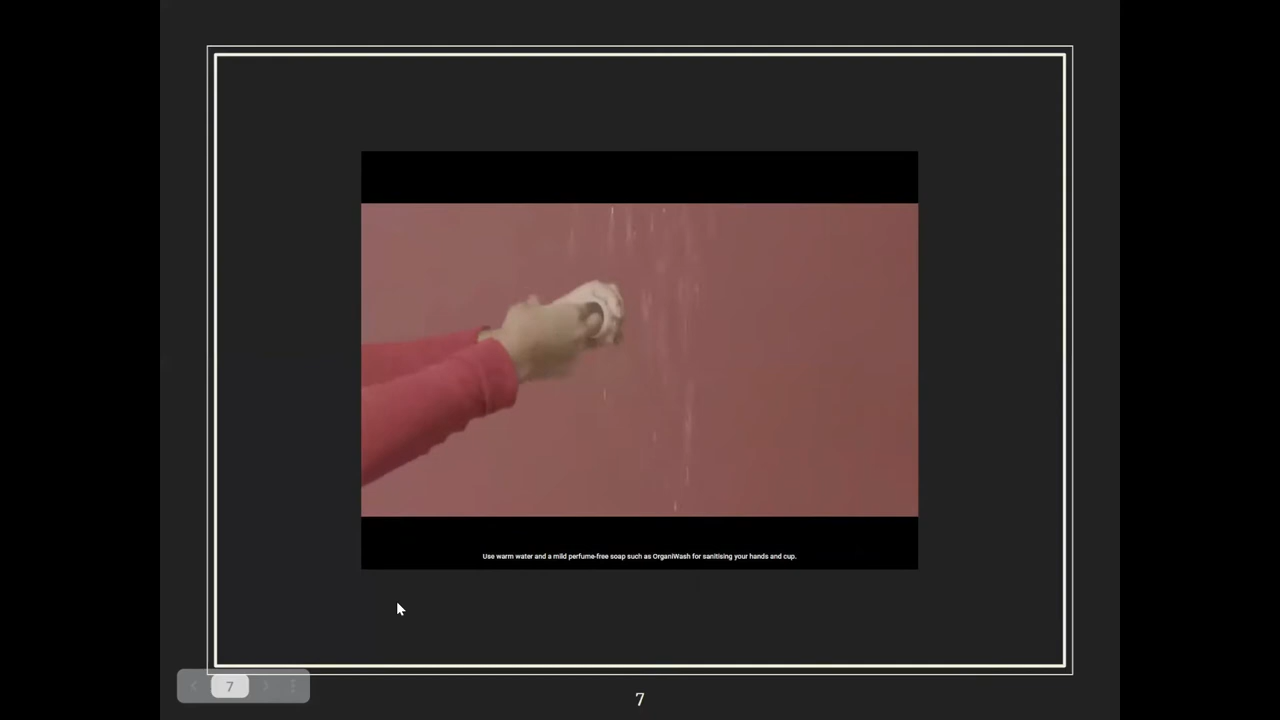 Use warm water and a mild perfume-free soap such as OrganiWash for sanitising your hands and cup.
7
7